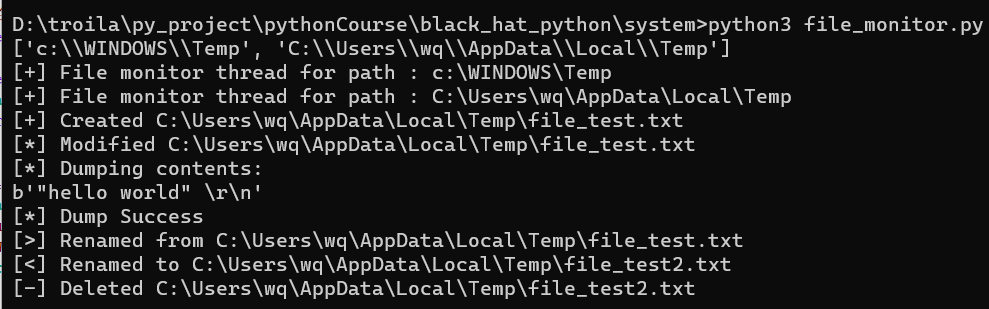 D:\troila\py_project\pythonCourse\black_hat_python\system>python3 file_monitor.py
['c:\\WINDOWS\\Temp', 'C:\\Users\\wq\\AppData\\Local\\Temp']
[+] File monitor thread for path : c:\WINDOWS\Temp
[+] File monitor thread for path : C:\Users\wq\AppData\Local\Temp
[+] Created C:\Users\wq\AppData\Local\Temp\file_test.txt
[*] Modified C:\Users\wq\AppData\Local\Temp\file_test.txt
[*] Dumping contents:
b'"hello world" \r\n'
[*] Dump Success
[>] Renamed from C:\Users\wq\AppData\Local\Temp\file_test.txt
[<] Renamed to C:\Users\wq\AppData\Local\Temp\file_test2.txt
[-] Deleted C:\Users\wq\AppData\Local\Temp\file_test2.txt